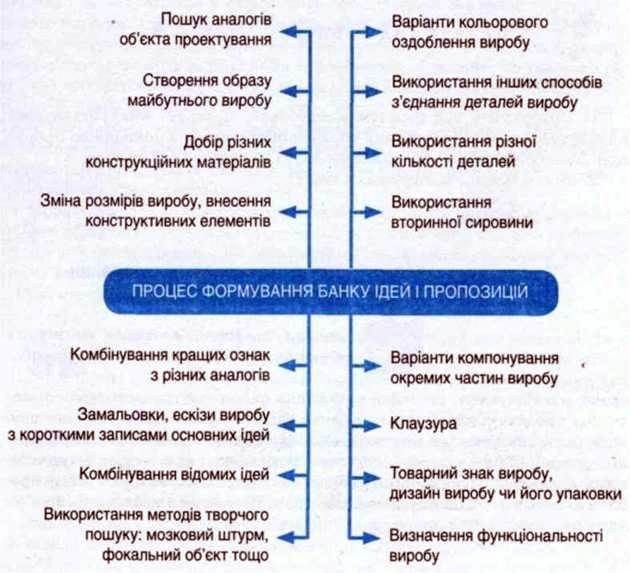 Пошук аналогів
об'єкта проектування
Створення образу
майбутнього виробу
Добір різних
конструкційних матеріалів
Зміна розмірів виробу, внесення
конструктивних елементів
Варіанти кольорового
оздоблення виробу
Використання інших способів
з'єднання деталей виробу
Використання різної
кількості деталей
Використання
вторинної сировини
ПРОЦЕС ФОРМУВАННЯ БАНКУ ІДЕЙ І ПРОПОЗИЦІЙ
Комбінування кращих ознак
з різних аналогів
Замальовки, ескізи виробу
з короткими записами основних ідей
Комбінування відомих ідей
Використання методів творчого
пошуку: мозковий штурм,
фокальний об'єкт тощо
Варіанти компонування
окремих частин виробу
Клаузура
Товарний знак виробу,
дизайн виробу чи його упаковки
Визначення функціональності
виробу